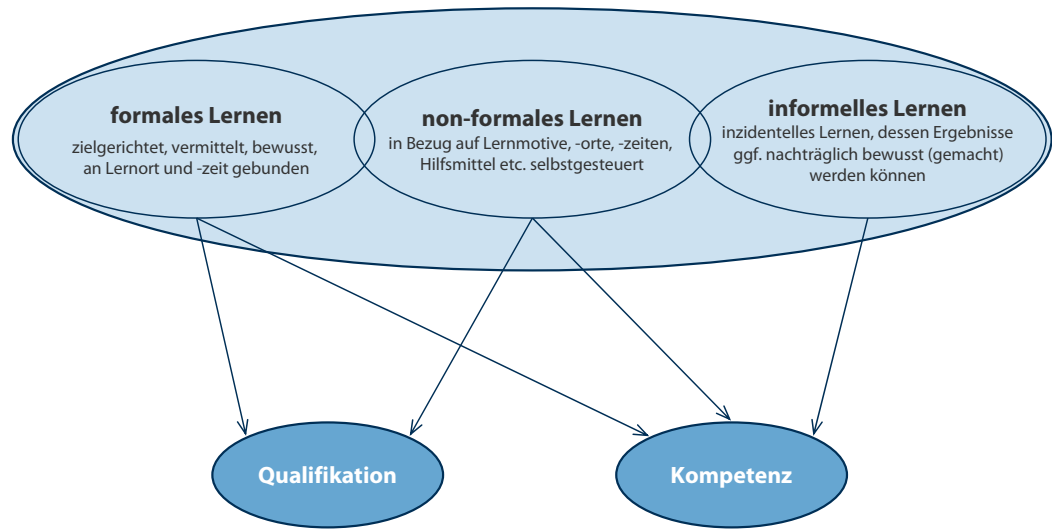 formales Lernen
zielgerichtet, vermittelt, bewusst,
an Lernort und -zeit gebunden
non-formales Lernen
in Bezug auf Lernmotive, -orte, -zeiten,
Hilfsmittel etc. selbstgesteuert
informelles Lernen
inzidentelles Lernen, dessen Ergebnisse
ggf. nachträglich bewusst (gemacht)
werden können
Qualifikation
Kompetenz